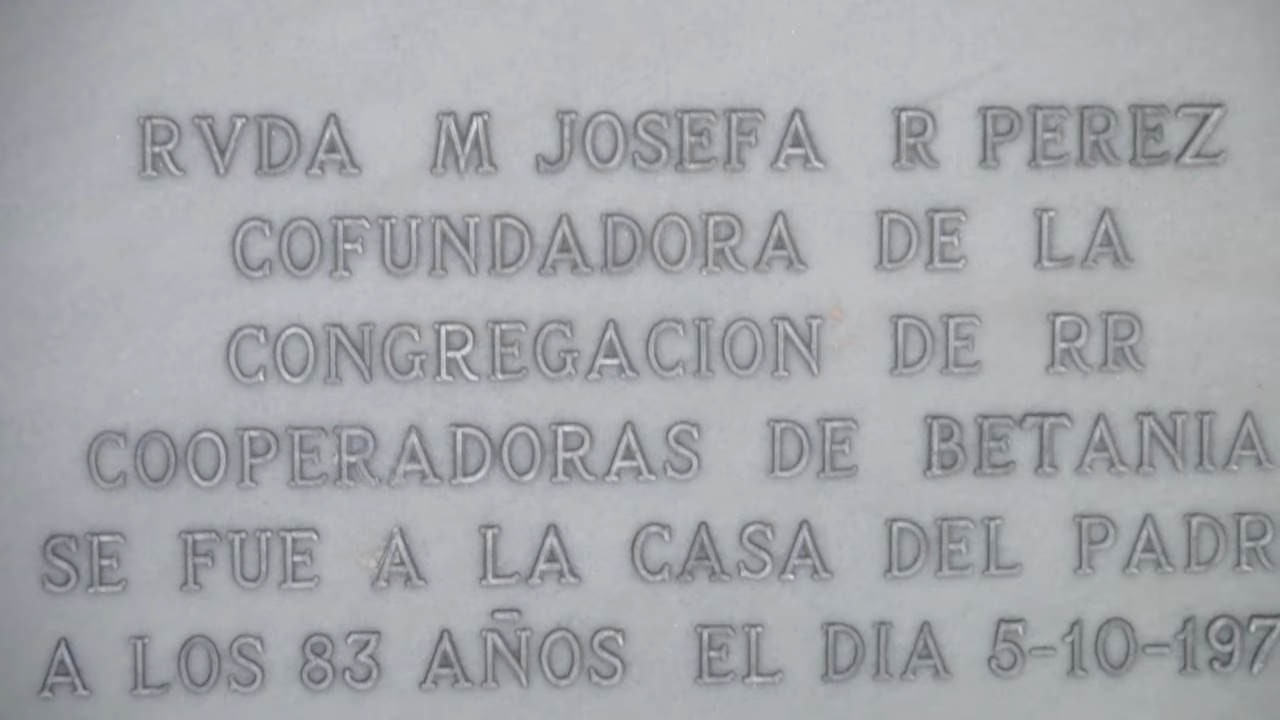 RVDA M JOSEFA R PEREZ
COFUNDADORA DE LA
CONGREGACION DE RR
COOPERADORAS DE BETANIA
SE FUE A LA CASA DEL PADR
A LOS 83 AÑOS EL DIA 5-10-197